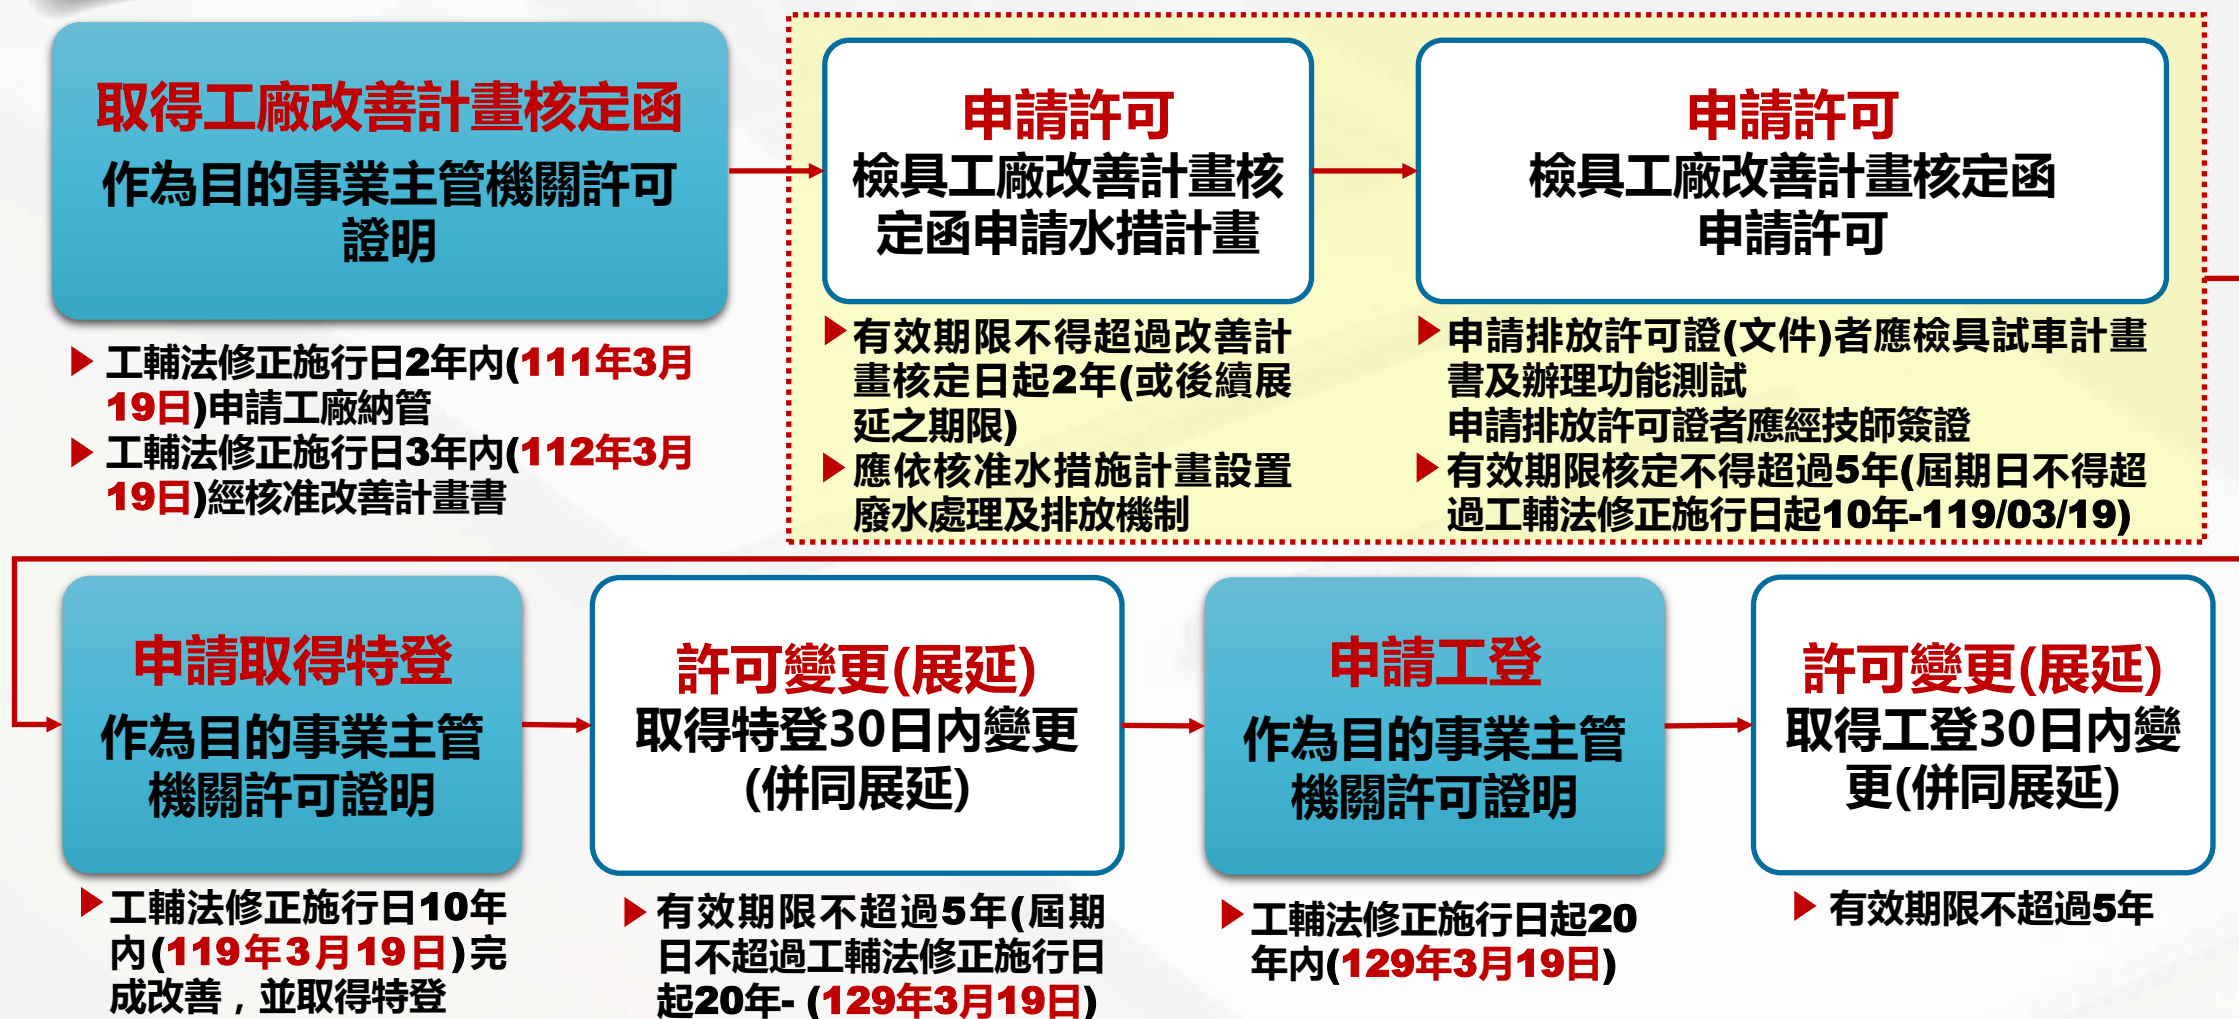 取得工廠改善計畫核定函
作為目的事業主管機關許可
證明
工輔法修正施行日2年內(111年3月
19日)申請工廠納管
工輔法修正施行日3年內(112年3月
19日)經核准改善計畫書
申請許可
檢具工廠改善計畫核
定函申請水措計畫
有效期限不得超過改善計
畫核定日起2年(或後續展
延之期限)
應依核准水措施計畫設置
廢水處理及排放機制
申請許可
檢具工廠改善計畫核定函
申請許可
申請排放許可證(文件)者應檢具試車計畫
書及辦理功能測試
申請排放許可證者應經技師簽證
有效期限核定不得超過5年(屆期日不得超
過工輔法修正施行日起10年-119/03/19)
申請取得特登
作為目的事業主管
機關許可證明
工輔法修正施行日10年
內(119年3月19日)完
成改善，並取得特登
許可變更(展延)
取得特登30日內變更
(併同展延)
有效期限不超過5年(屆期
日不超過工輔法修正施行日
起20年- (129年3月19日)
申請工登
作為目的事業主管
機關許可證明
工輔法修正施行日起20
年內(129年3月19日)
許可變更(展延)
取得工登30日內變
更(併同展延)
有效期限不超過5年